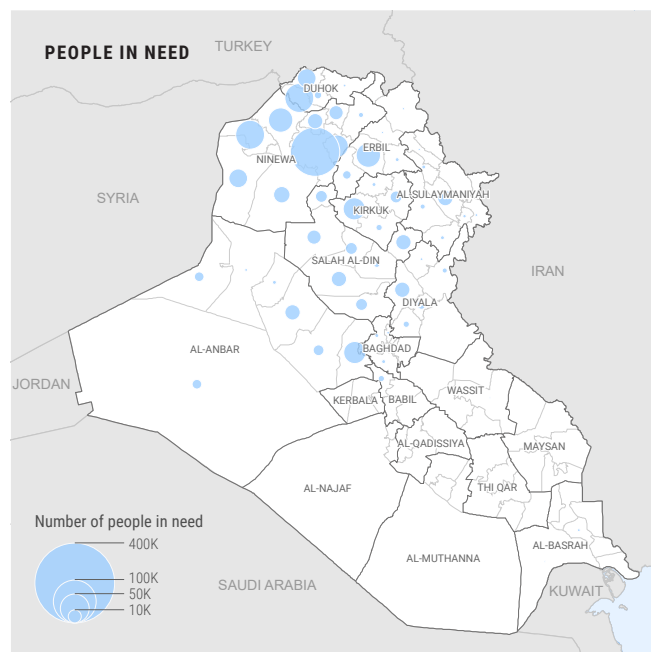 PEOPLE IN NEED
TURKEY
DUHOK
ERBIL
NINEWA
AL-SULAYMANIYAH
SYRIA
KIRKUK
SALAH AL-DIN
IRAN
DIYALA
BAGHDAD
AL-ANBAR
JORDAN
WASSIT
KERBALA
BABIL
AL-QADISSIYA
MAYSAN
AL-NAJAF
THI QAR
Number of people in need
400K
100K
50K
10K
AL-BASRAH
AL-MUTHANNA
SAUDI ARABIA
KUWAIT